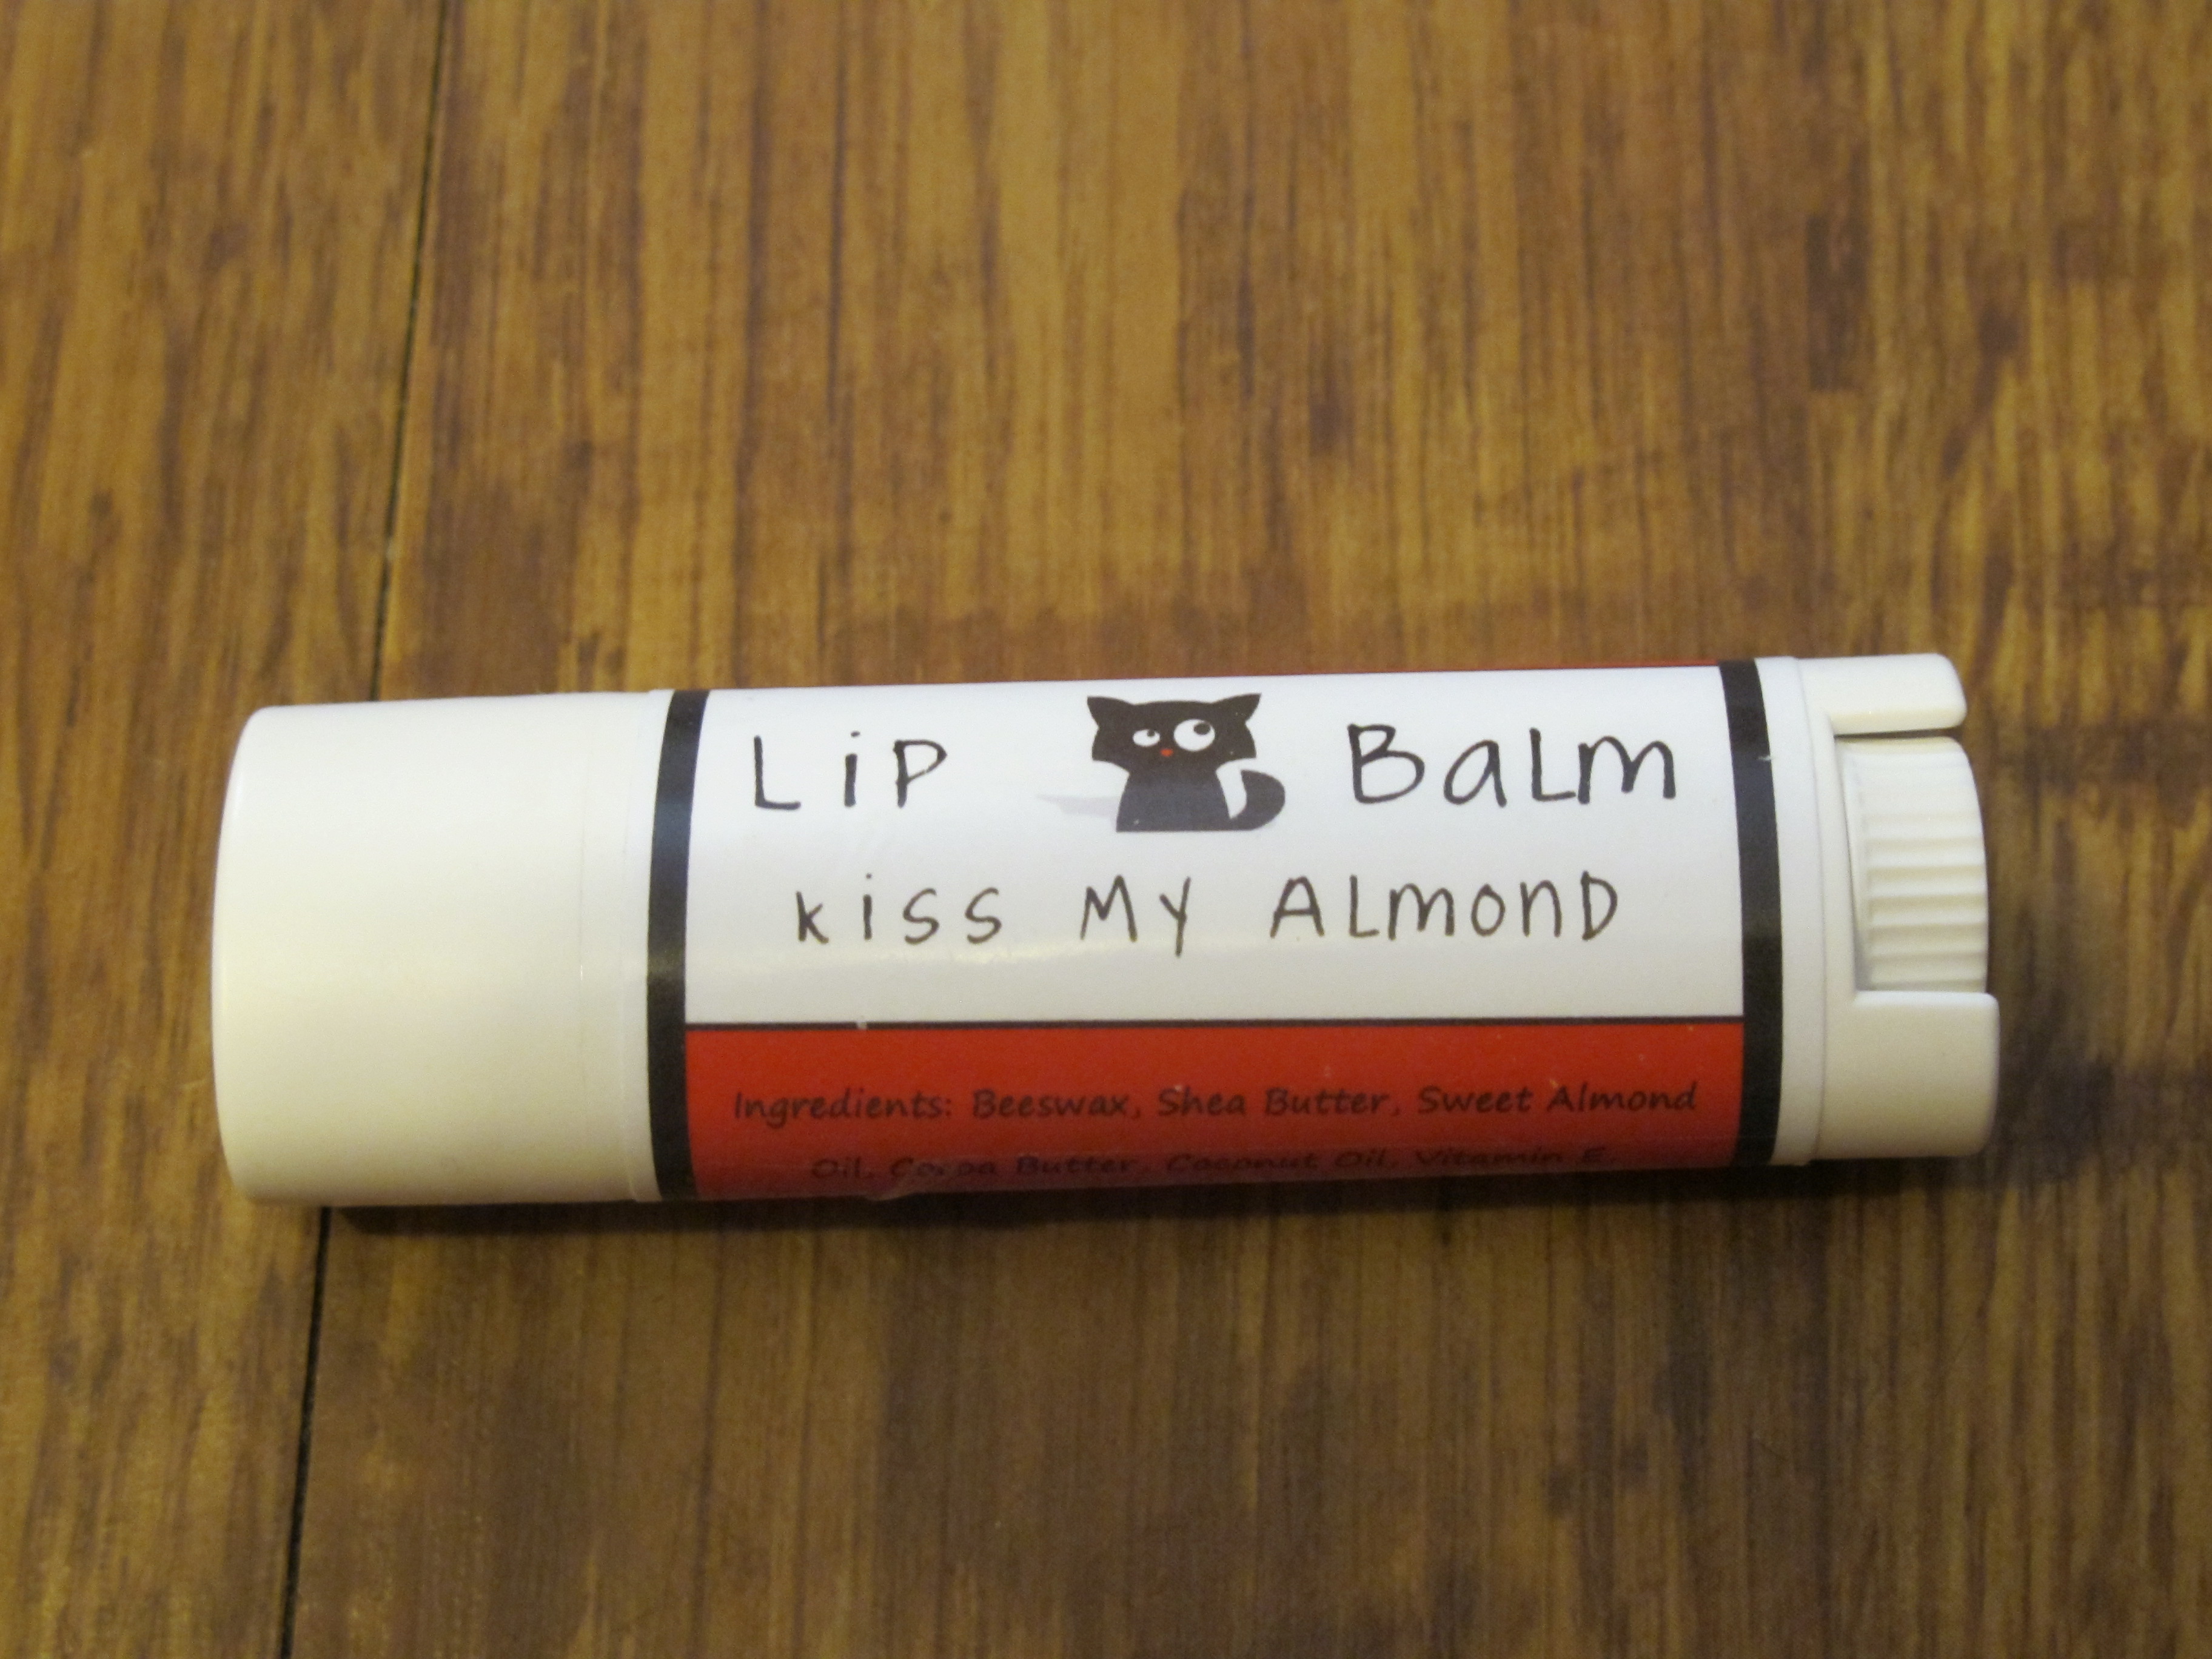 Lip Balm
kiss My Almond
Ingredients: Beeswax, Shea Butter, Sweet Almond
Oil, Cocoa Butter, Coconut Oil, Vitamin E.